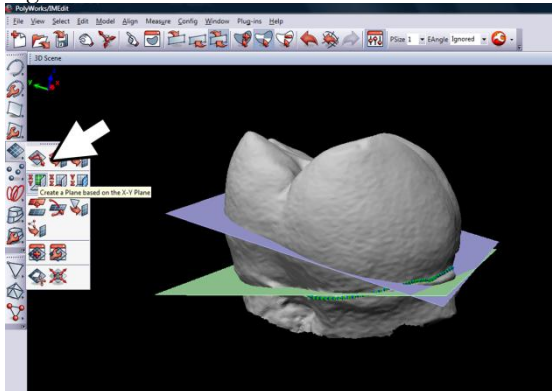 PolyWorks/IMEdit
File View Select Edit Model Align Measure Config Window Plug-ins Help
PSize 1 EAngle Ignored
3D Scene
z
y
Create a Plane based on the X-Y Plane